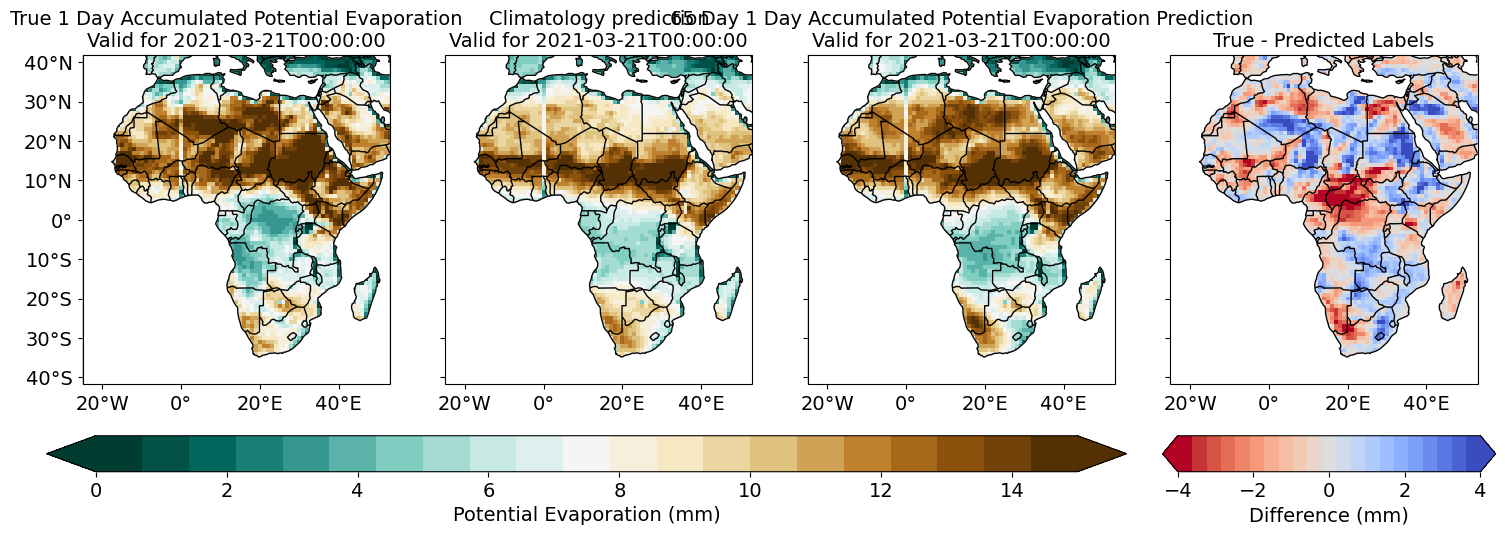 True 1 Day Accumulated Potential Evaporation
Valid for 2021-03-21T00:00:00
Climatology prediction
Valid for 2021-03-21T00:00:00
65 Day 1 Day Accumulated Potential Evaporation Prediction
Valid for 2021-03-21T00:00:00
True - Predicted Labels
40°N
30°N
20°N
10°N
0°
10°S
20°S
30°S
40°S
20°W 0° 20°E 40°E
20°W 0° 20°E 40°E
20°W 0° 20°E 40°E
20°W 0° 20°E 40°E
0 2 4 6 8 10 12 14
Potential Evaporation (mm)
−4 −2 0 2 4
Difference (mm)